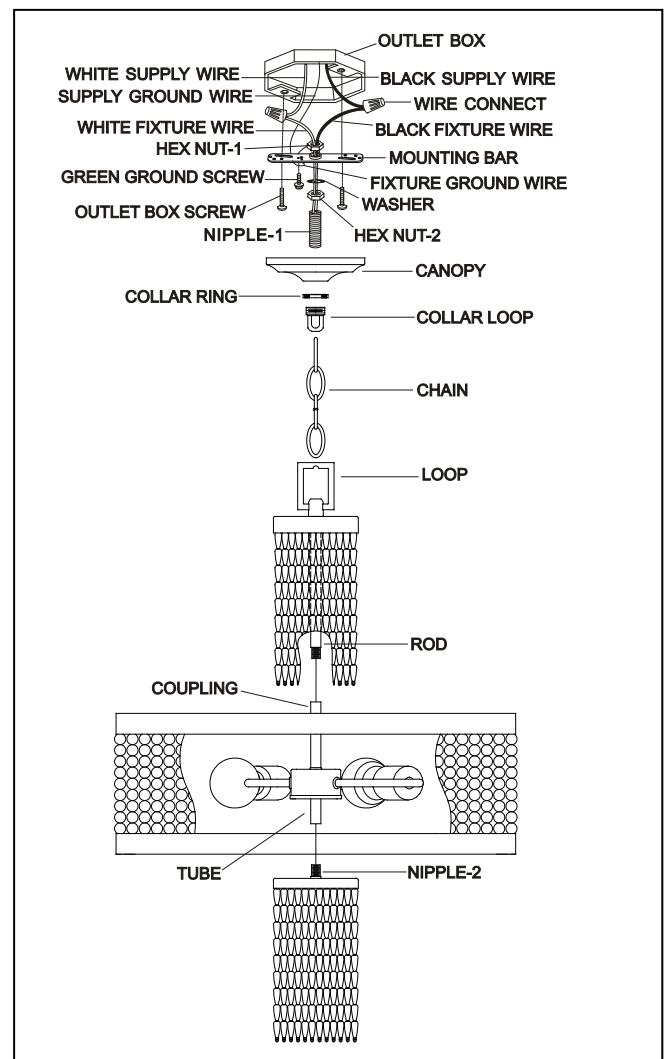 OUTLET BOX
WHITE SUPPLY WIRE
BLACK SUPPLY WIRE
SUPPLY GROUND WIRE
WIRE CONNECT
WHITE FIXTURE WIRE
BLACK FIXTURE WIRE
HEX NUT-1
MOUNTING BAR
GREEN GROUND SCREW
FIXTURE GROUND WIRE
WASHER
OUTLET BOX SCREW
NIPPLE-1
HEX NUT-2
CANOPY
COLLAR RING
COLLAR LOOP
CHAIN
LOOP
ROD
COUPLING
TUBE
NIPPLE-2